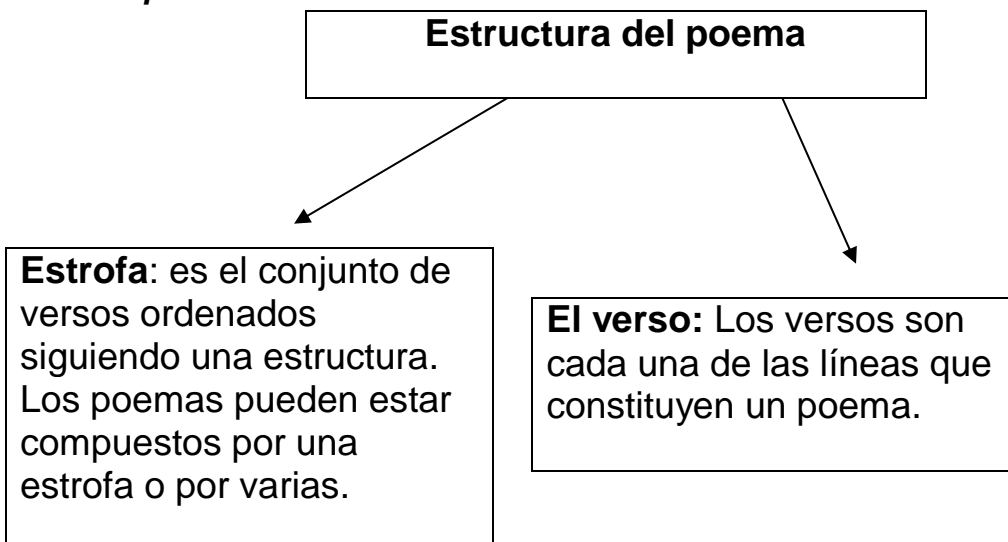 Estructura del poema
Estrofa: es el conjunto de
versos ordenados
siguiendo una estructura.
Los poemas pueden estar
compuestos por una
estrofa o por varias.
El verso: Los versos son
cada una de las líneas que
constituyen un poema.